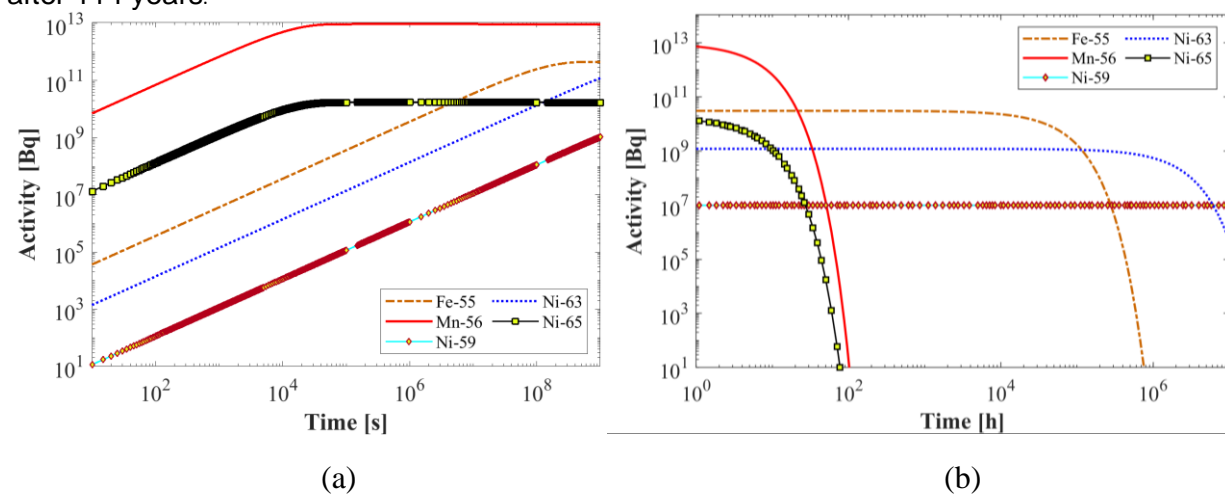 after 114 years.
10^13
10^11
10^9
10^7
10^5
10^3
10^1
Activity [Bq]
Fe-55 Ni-63
Mn-56 Ni-65
Ni-59
10^2 10^4 10^6 10^8
Time [s]
(a)
10^13
10^11
10^9
10^7
10^5
10^3
10^1
Activity [Bq]
Fe-55 Ni-63
Mn-56 Ni-65
Ni-59
10^0 10^2 10^4 10^6
Time [h]
(b)